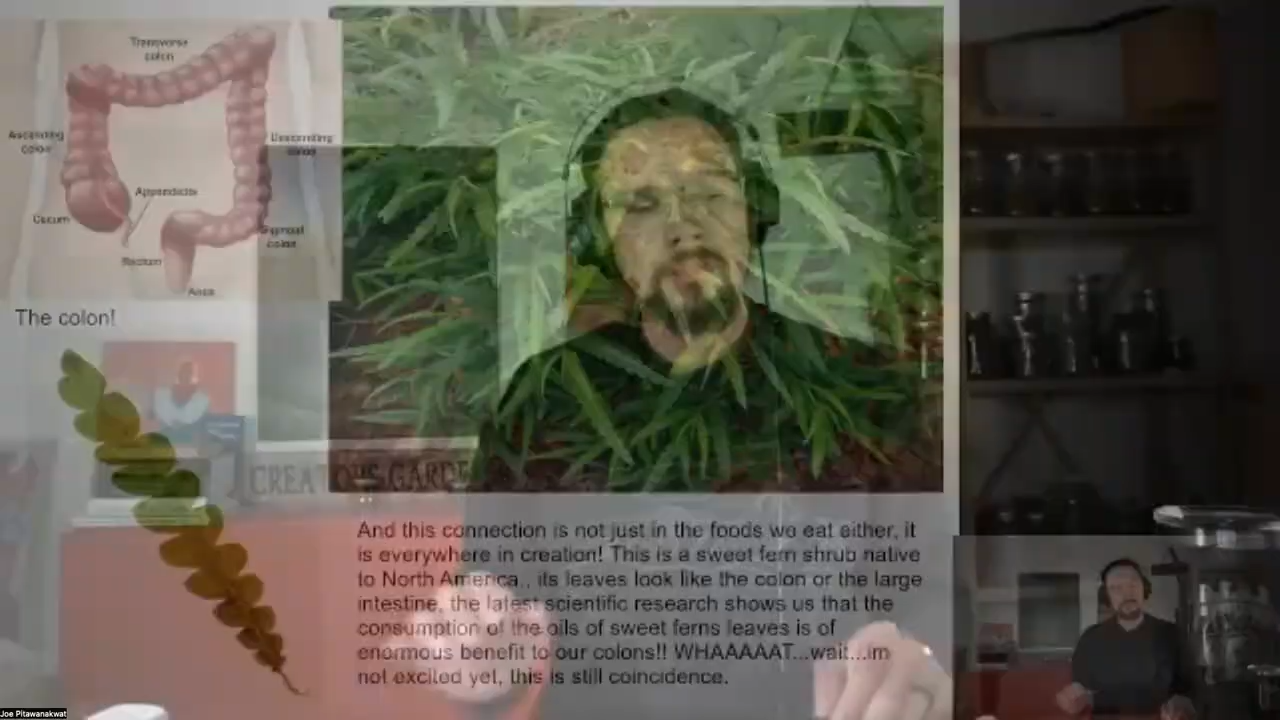 Transverse
colon
Ascending
colon
Descending
colon
Appendicits
Cecum
Sigmoid
colon
Rectum
Anus
The colon!
CREATOR'S GARDE
And this connection is not just in the foods we eat either, it
is everywhere in creation! This is a sweet fern shrub native
to North America., its leaves look like the colon or the large
intestine, the latest scientific research shows us that the
consumption of the oils of sweet ferns leaves is of
enormous benefit to our colons!! WHAAAAAT...wait...im
not excited yet, this is still coincidence.
Joe Pitawanakwat